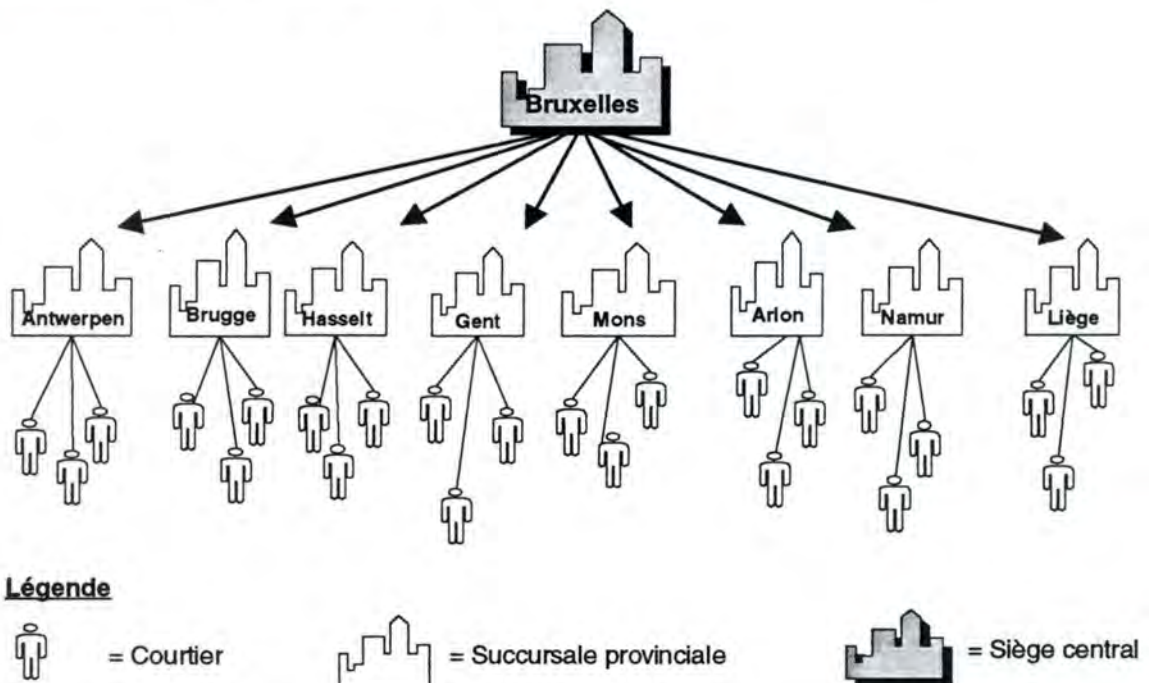 Bruxelles
Antwerpen
Brugge
Hasselt
Gent
Mons
Arlon
Namur
Liège
Légende
= Courtier
= Succursale provinciale
= Siège central